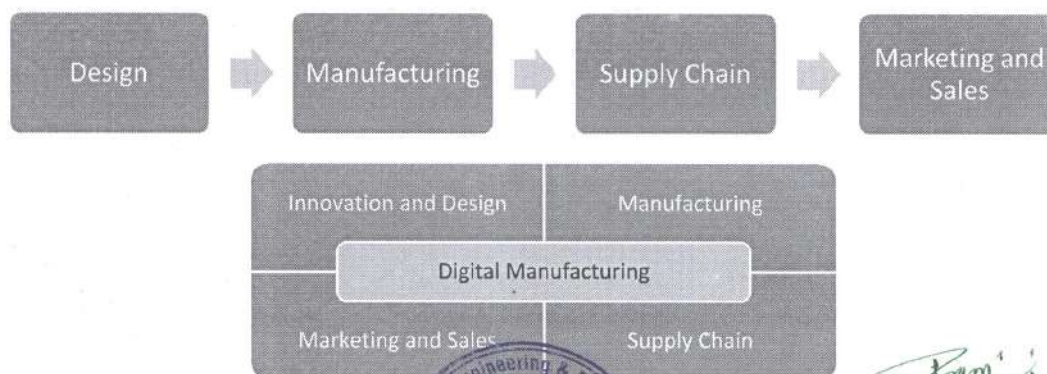 Design
Manufacturing
Supply Chain
Marketing and
Sales
Innovation and Design
Manufacturing
Digital Manufacturing
Marketing and Sales
Supply Chain